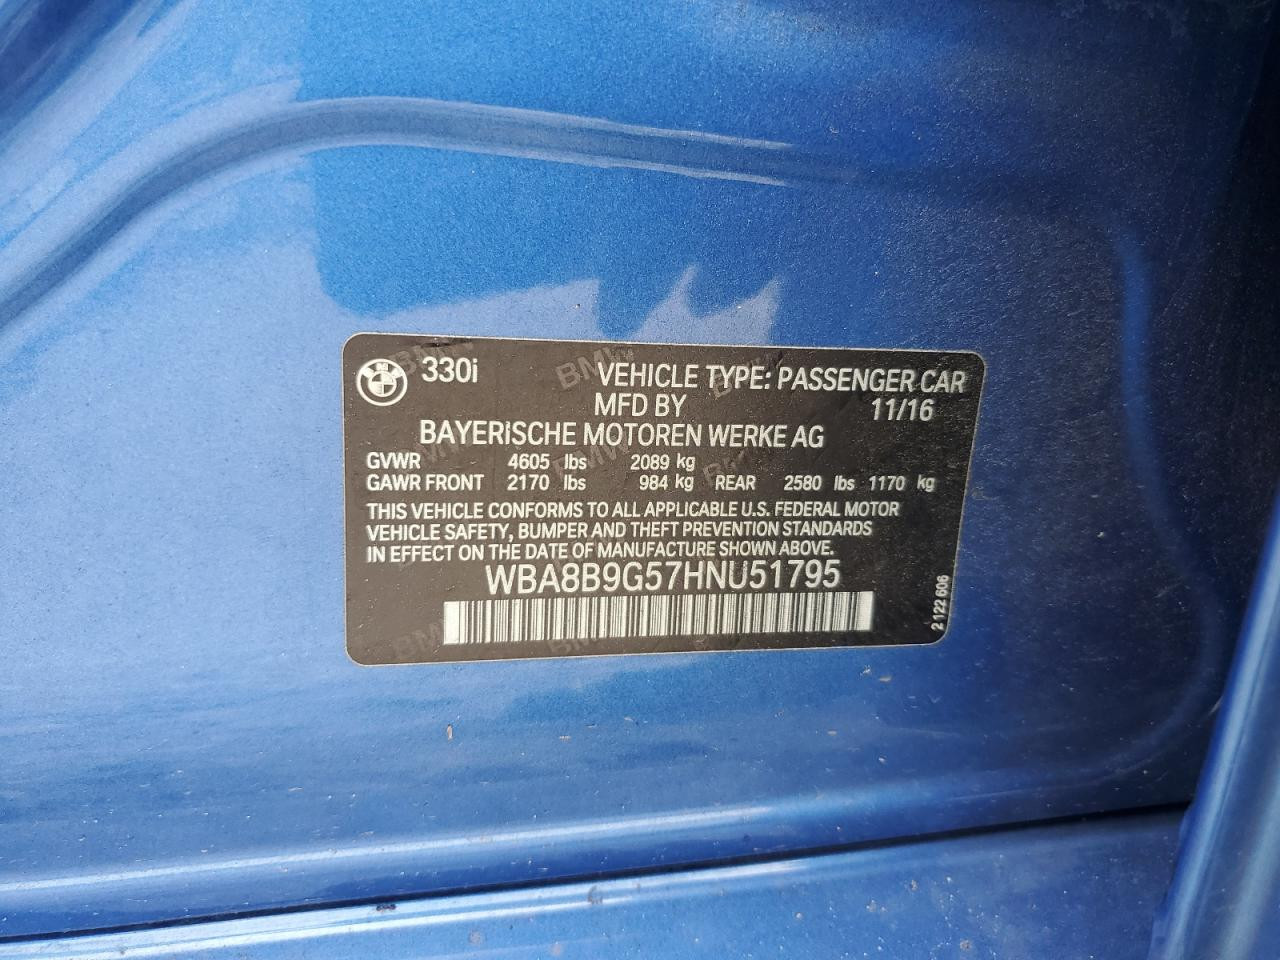 330i VEHICLE TYPE: PASSENGER CAR
MFD BY 11/16
BAYERISCHE MOTOREN WERKE AG
GVWR 4605 lbs 2089 kg
GAWR FRONT 2170 lbs 984 kg REAR 2580 lbs 1170 kg
THIS VEHICLE CONFORMS TO ALL APPLICABLE U.S. FEDERAL MOTOR
VEHICLE SAFETY, BUMPER AND THEFT PREVENTION STANDARDS
IN EFFECT ON THE DATE OF MANUFACTURE SHOWN ABOVE.
WBA8B9G57HNU51795
2 122 606